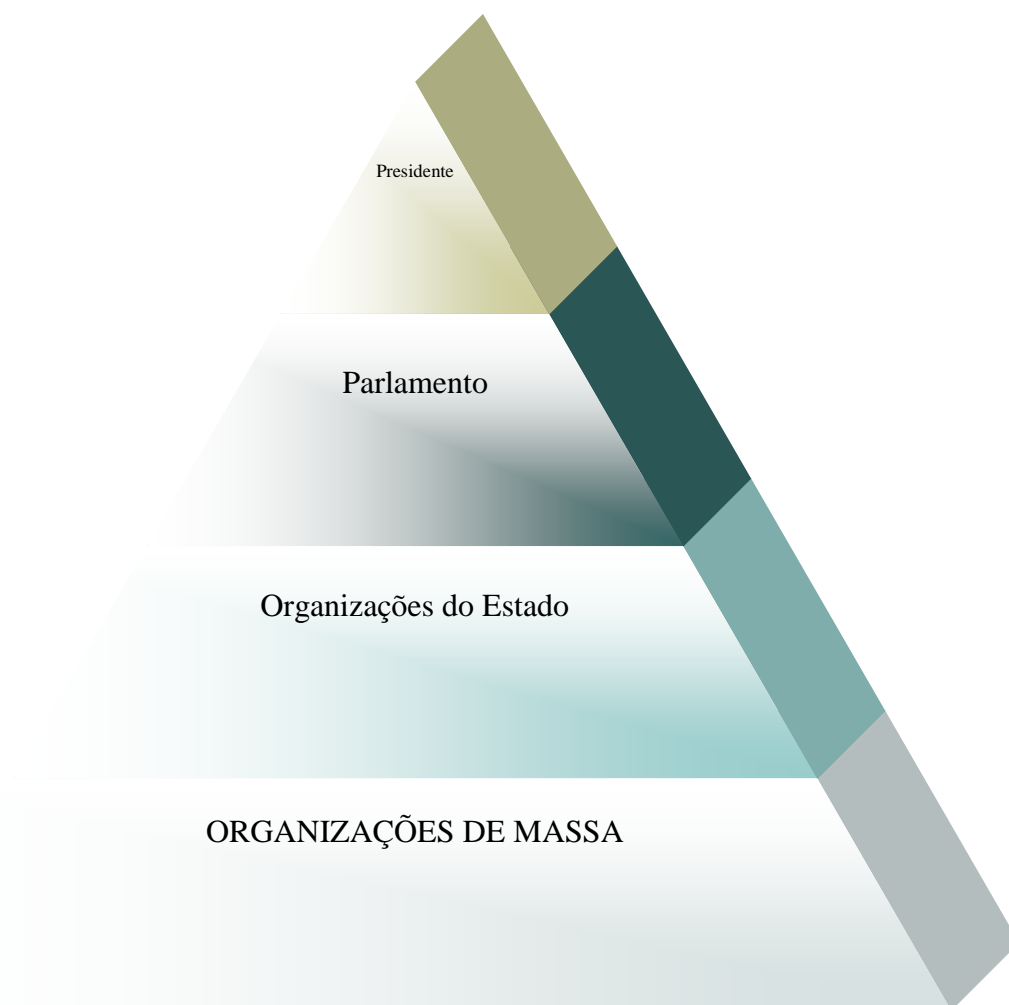 Presidente
Parlamento
Organizações do Estado
ORGANIZAÇÕES DE MASSA